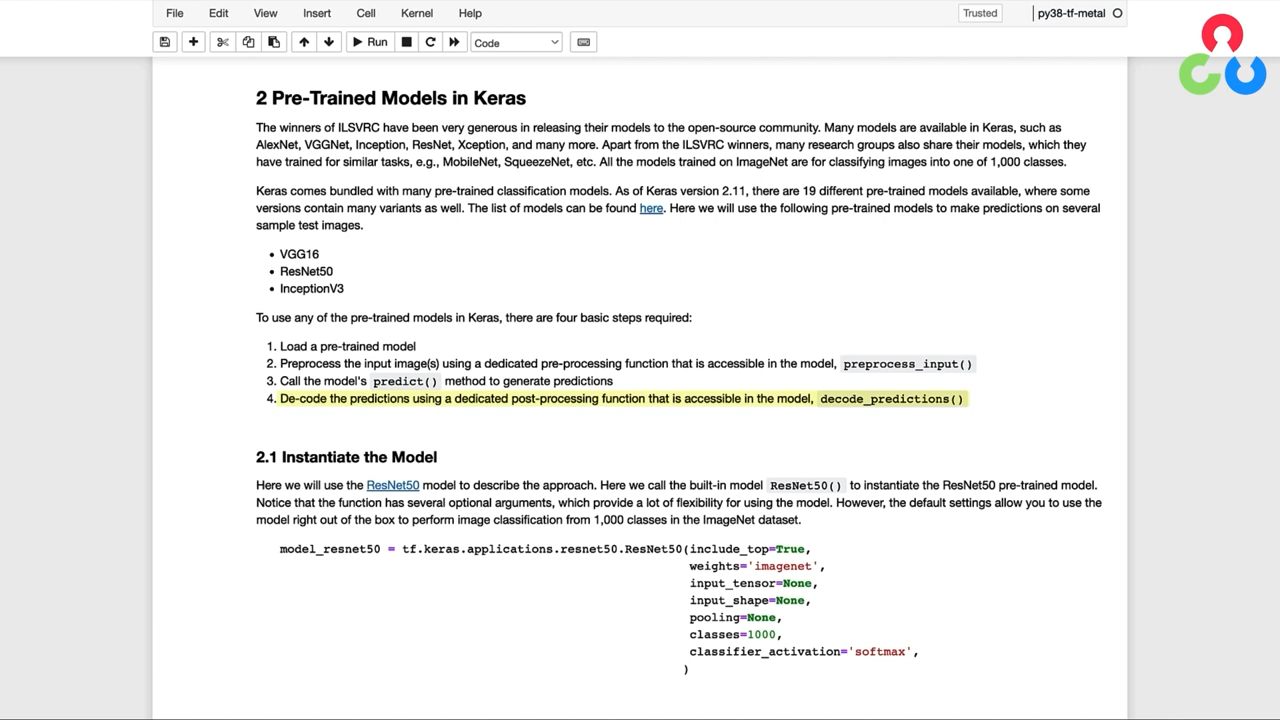 File Edit View Insert Cell Kernel Help Trusted py38-tf-metal
Run Code
2 Pre-Trained Models in Keras
The winners of ILSVRC have been very generous in releasing their models to the open-source community. Many models are available in Keras, such as
AlexNet, VGGNet, Inception, ResNet, Xception, and many more. Apart from the ILSVRC winners, many research groups also share their models, which they
have trained for similar tasks, e.g., MobileNet, SqueezeNet, etc. All the models trained on ImageNet are for classifying images into one of 1,000 classes.
Keras comes bundled with many pre-trained classification models. As of Keras version 2.11, there are 19 different pre-trained models available, where some
versions contain many variants as well. The list of models can be found here. Here we will use the following pre-trained models to make predictions on several
sample test images.
• VGG16
• ResNet50
• InceptionV3
To use any of the pre-trained models in Keras, there are four basic steps required:
1. Load a pre-trained model
2. Preprocess the input image(s) using a dedicated pre-processing function that is accessible in the model, preprocess_input()
3. Call the model's predict() method to generate predictions
4. De-code the predictions using a dedicated post-processing function that is accessible in the model, decode_predictions()
2.1 Instantiate the Model
Here we will use the ResNet50 model to describe the approach. Here we call the built-in model ResNet50() to instantiate the ResNet50 pre-trained model.
Notice that the function has several optional arguments, which provide a lot of flexibility for using the model. However, the default settings allow you to use the
model right out of the box to perform image classification from 1,000 classes in the ImageNet dataset.
model_resnet50 = tf.keras.applications.resnet50.ResNet50(include_top=True,
weights='imagenet',
input_tensor=None,
input_shape=None,
pooling=None,
classes=1000,
classifier_activation='softmax',
)